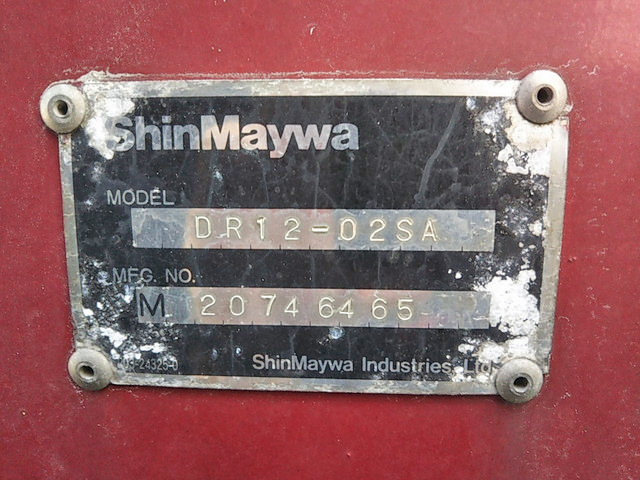 ShinMaywa
MODEL
DR12-02SA
MFG. NO.
M 20746465
ShinMaywa Industries, Ltd